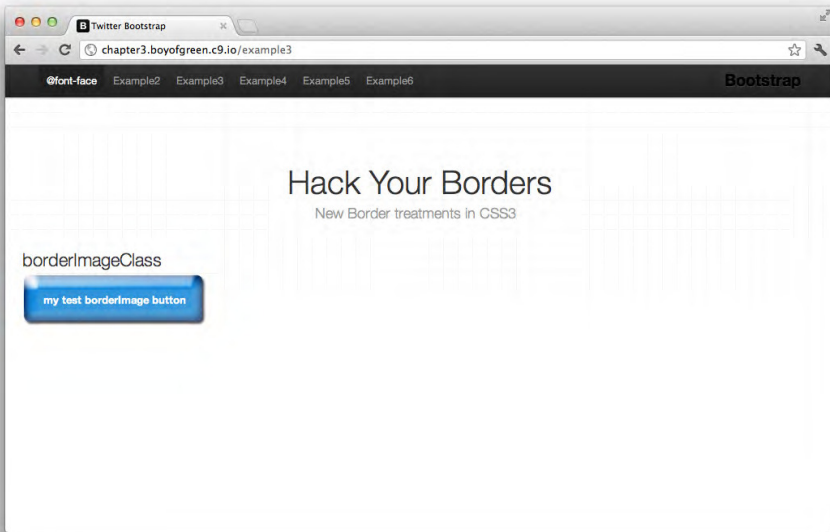 B Twitter Bootstrap
chapter3.boyofgreen.c9.io/example3
@font-face Example2 Example3 Example4 Example5 Example6 Bootstrap
Hack Your Borders
New Border treatments in CSS3
borderImageClass
my test borderImage button